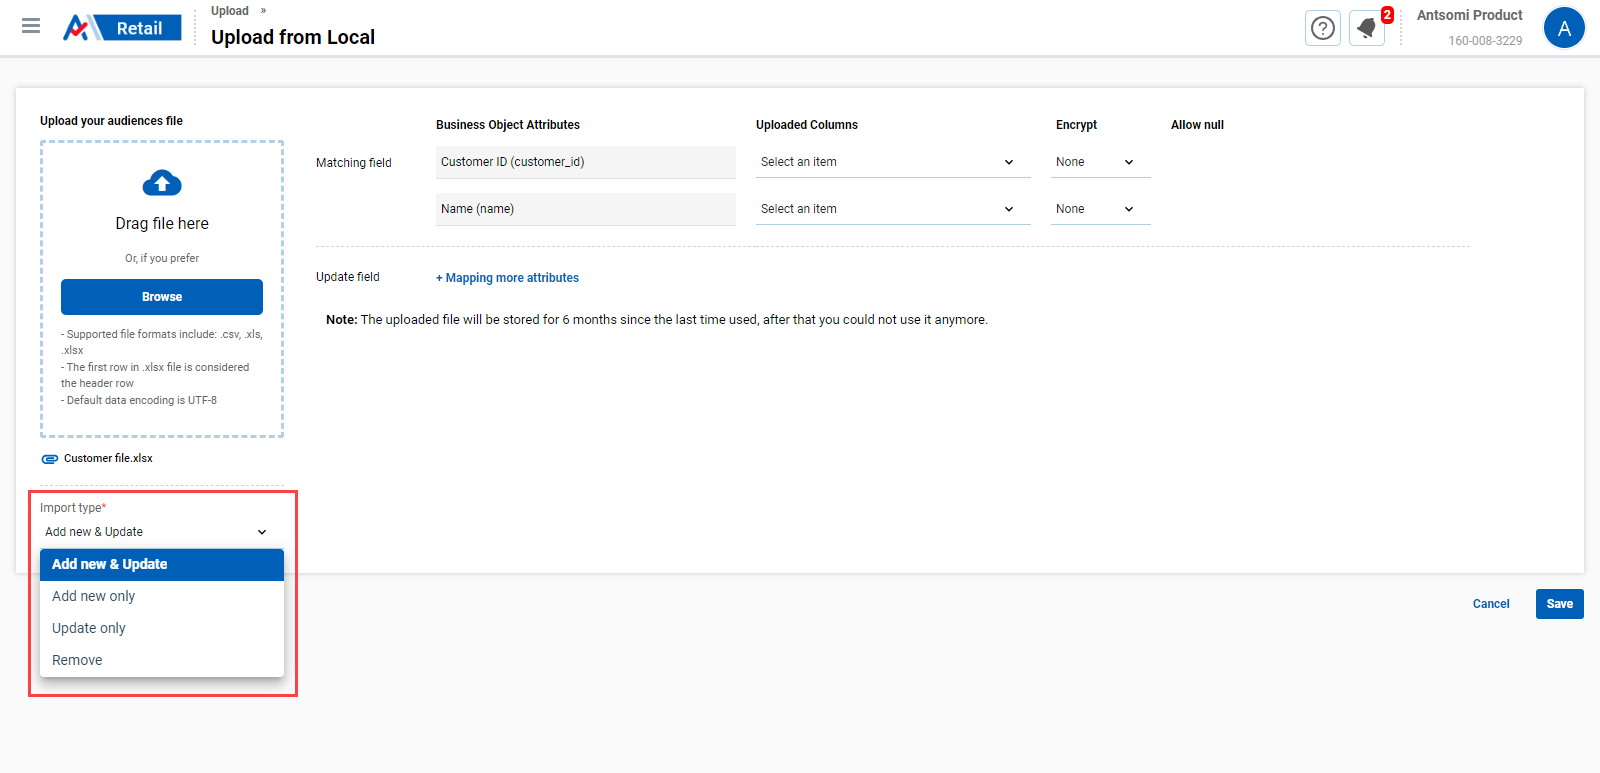 Retail
Upload »
Upload from Local
2
Antsomi Product
160-008-3229
A
Upload your audiences file
Drag file here
Or, if you prefer
Browse
- Supported file formats include: .csv, .xls,
.xlsx
- The first row in .xlsx file is considered
the header row
- Default data encoding is UTF-8
Customer file.xlsx
Import type*
Add new & Update
Add new & Update
Add new only
Update only
Remove
Business Object Attributes Uploaded Columns Encrypt Allow null
Matching field Customer ID (customer_id) Select an item None
Name (name) Select an item None
Update field + Mapping more attributes
Note: The uploaded file will be stored for 6 months since the last time used, after that you could not use it anymore.
Cancel Save